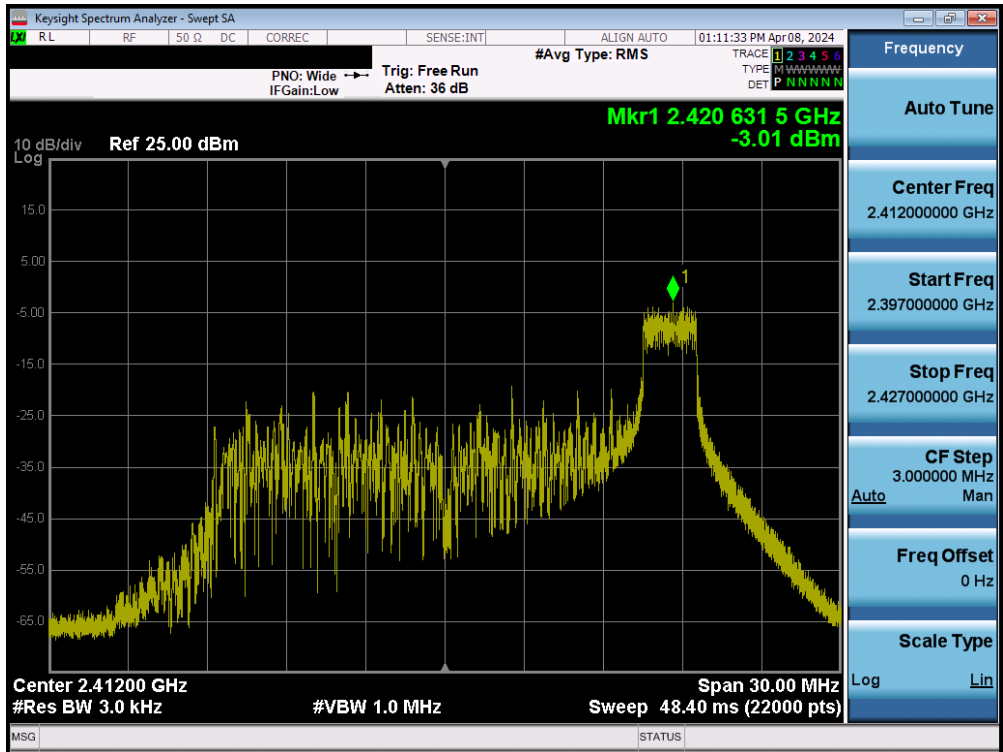 Keysight Spectrum Analyzer - Swept SA
LXI RL RF 50 Ω DC CORREC SENSE:INT ALIGN AUTO 01:11:33 PM Apr 08, 2024
#Avg Type: RMS TRACE 1 2 3 4 5 6
PNO: Wide Trig: Free Run TYPE M WWWWW
IFGain:Low Atten: 36 dB DET P N N N N N
Mkr1 2.420 631 5 GHz
-3.01 dBm
10 dB/div Ref 25.00 dBm
Log
15.0
5.00
1
-5.00
-15.0
-25.0
-35.0
-45.0
-55.0
-65.0
Center 2.41200 GHz Span 30.00 MHz
#Res BW 3.0 kHz #VBW 1.0 MHz Sweep 48.40 ms (22000 pts)
MSG STATUS
Frequency
Auto Tune
Center Freq
2.412000000 GHz
Start Freq
2.397000000 GHz
Stop Freq
2.427000000 GHz
CF Step
3.000000 MHz
Auto Man
Freq Offset
0 Hz
Scale Type
Log Lin